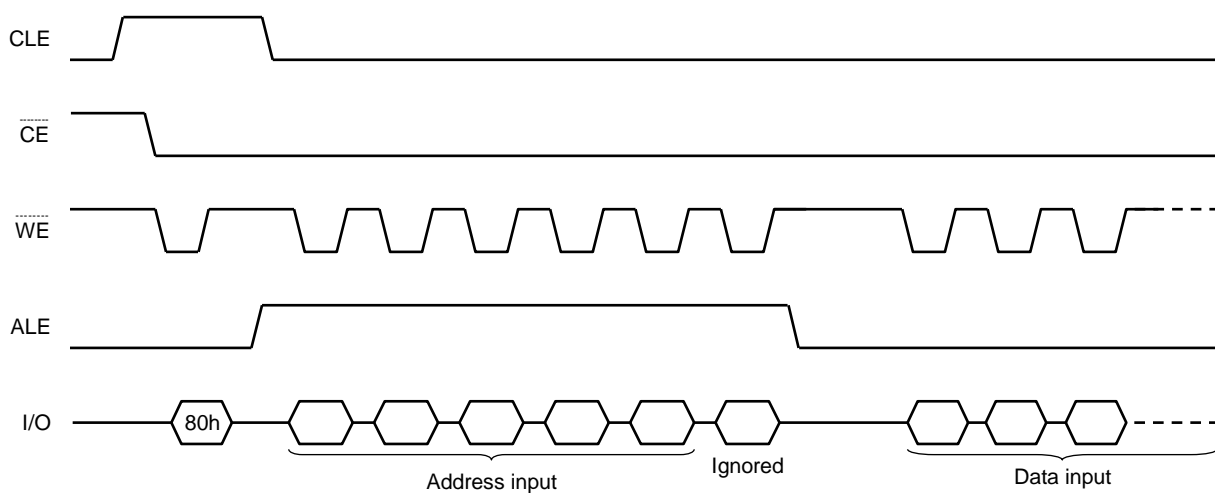 CLE
CE
WE
ALE
I/O
80h
Address input
Ignored
Data input